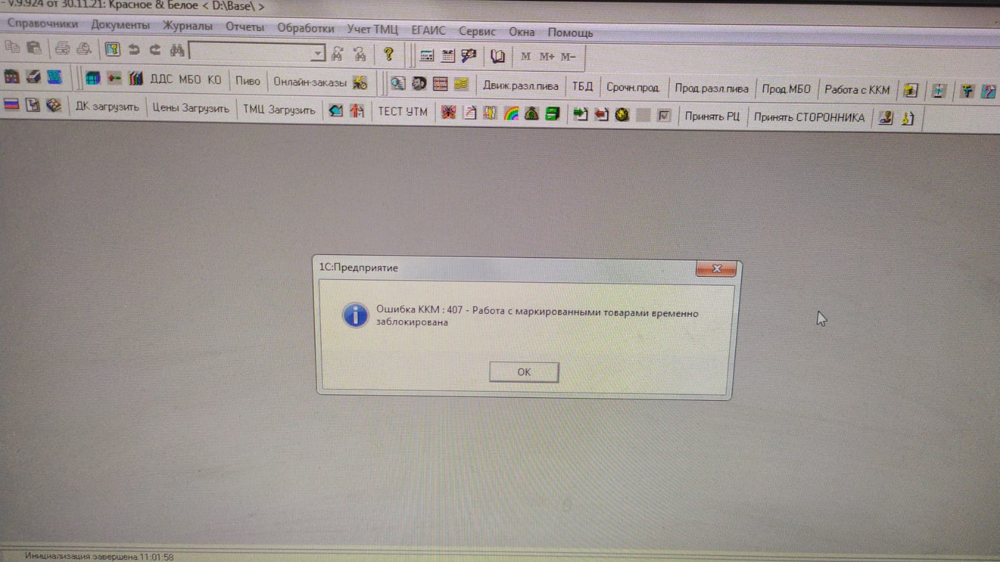 - v.9.924 от 30.11.21: Красное & Белое < D:\Base\ >
Справочники Документы Журналы Отчеты Обработки Учет ТМЦ ЕГАИС Сервис Окна Помощь
М М+ М-
ДДС МБО КО Пиво Онлайн-заказы Движ.разл.пива ТБД Срочн.прод. Прод.разл.пива Прод.МБО Работа с ККМ
ДК загрузить Цены Загрузить ТМЦ Загрузить ТЕСТ УТМ Принять РЦ Принять СТОРОННИКА
1С:Предприятие
Ошибка ККМ : 407 - Работа с маркированными товарами временно
заблокирована
ОК
Инициализация завершена.11:01:58